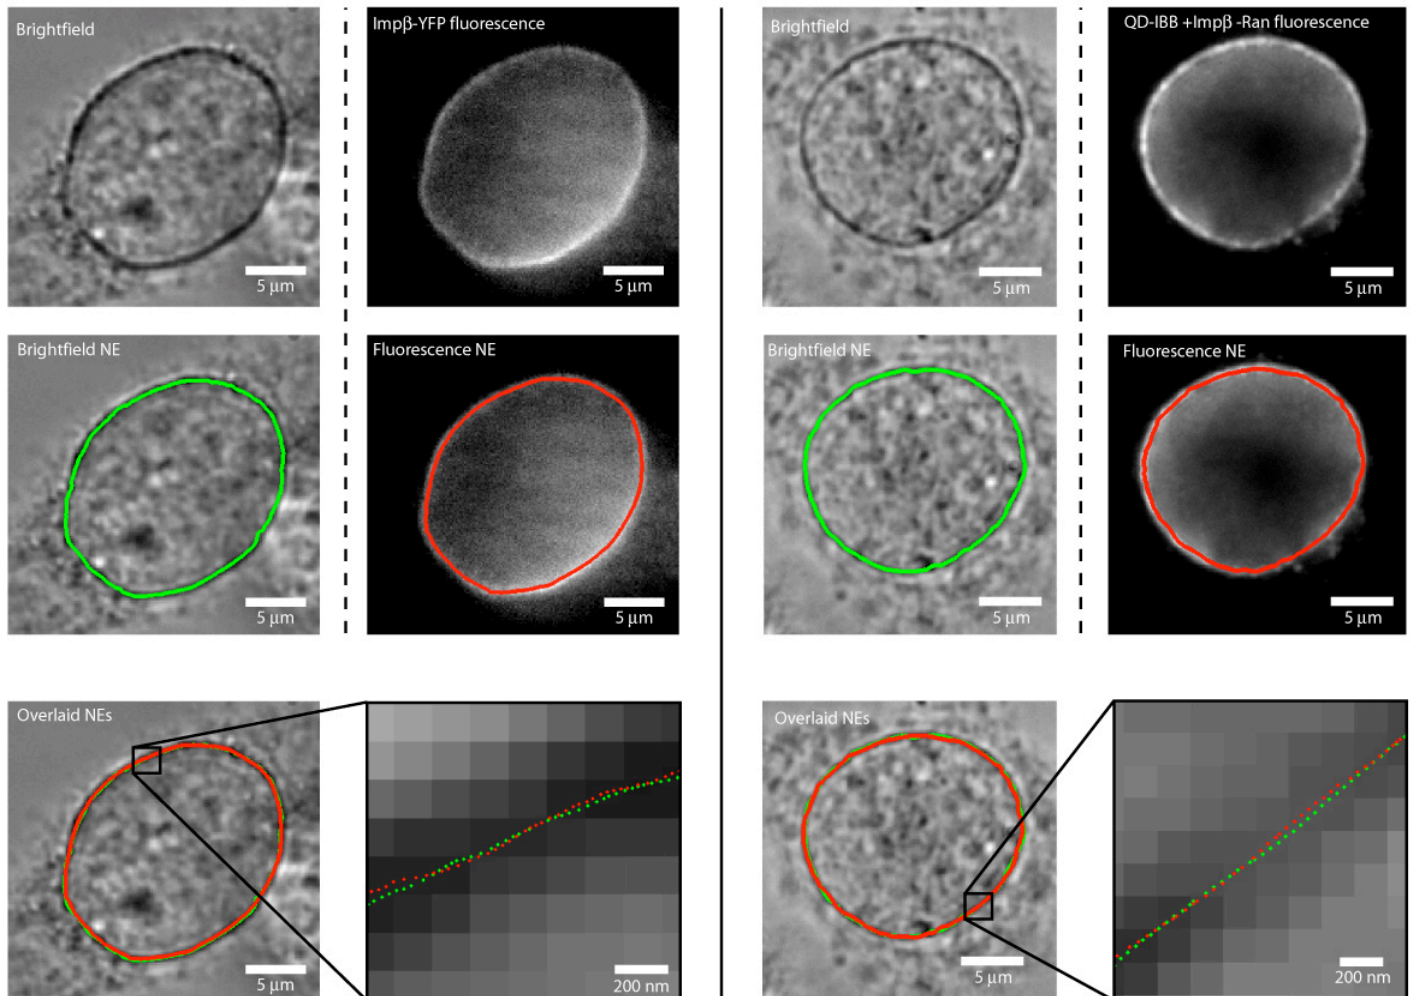 Brightfield
Impβ-YFP fluorescence
Brightfield
QD-IBB +Impβ -Ran fluorescence
5 μm
5 μm
5 μm
5 μm
Brightfield NE
Fluorescence NE
Brightfield NE
Fluorescence NE
5 μm
5 μm
5 μm
5 μm
Overlaid NEs
Overlaid NEs
5 μm
200 nm
5 μm
200 nm